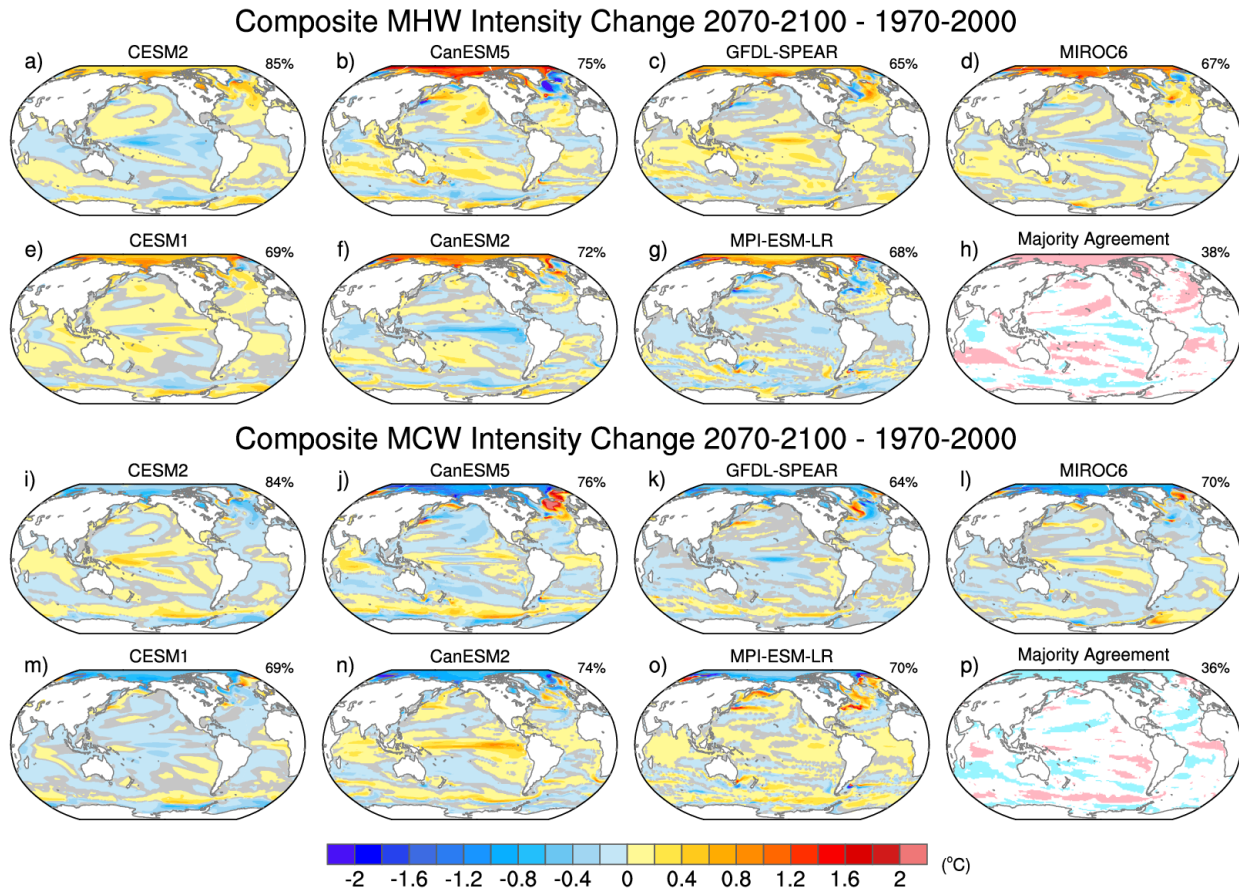 Composite MHW Intensity Change 2070-2100 - 1970-2000
a) CESM2 85% b) CanESM5 75% c) GFDL-SPEAR 65% d) MIROC6 67%
e) CESM1 69% f) CanESM2 72% g) MPI-ESM-LR 68% h) Majority Agreement 38%
Composite MCW Intensity Change 2070-2100 - 1970-2000
i) CESM2 84% j) CanESM5 76% k) GFDL-SPEAR 64% l) MIROC6 70%
m) CESM1 69% n) CanESM2 74% o) MPI-ESM-LR 70% p) Majority Agreement 36%
-2 -1.6 -1.2 -0.8 -0.4 0 0.4 0.8 1.2 1.6 2 (°C)